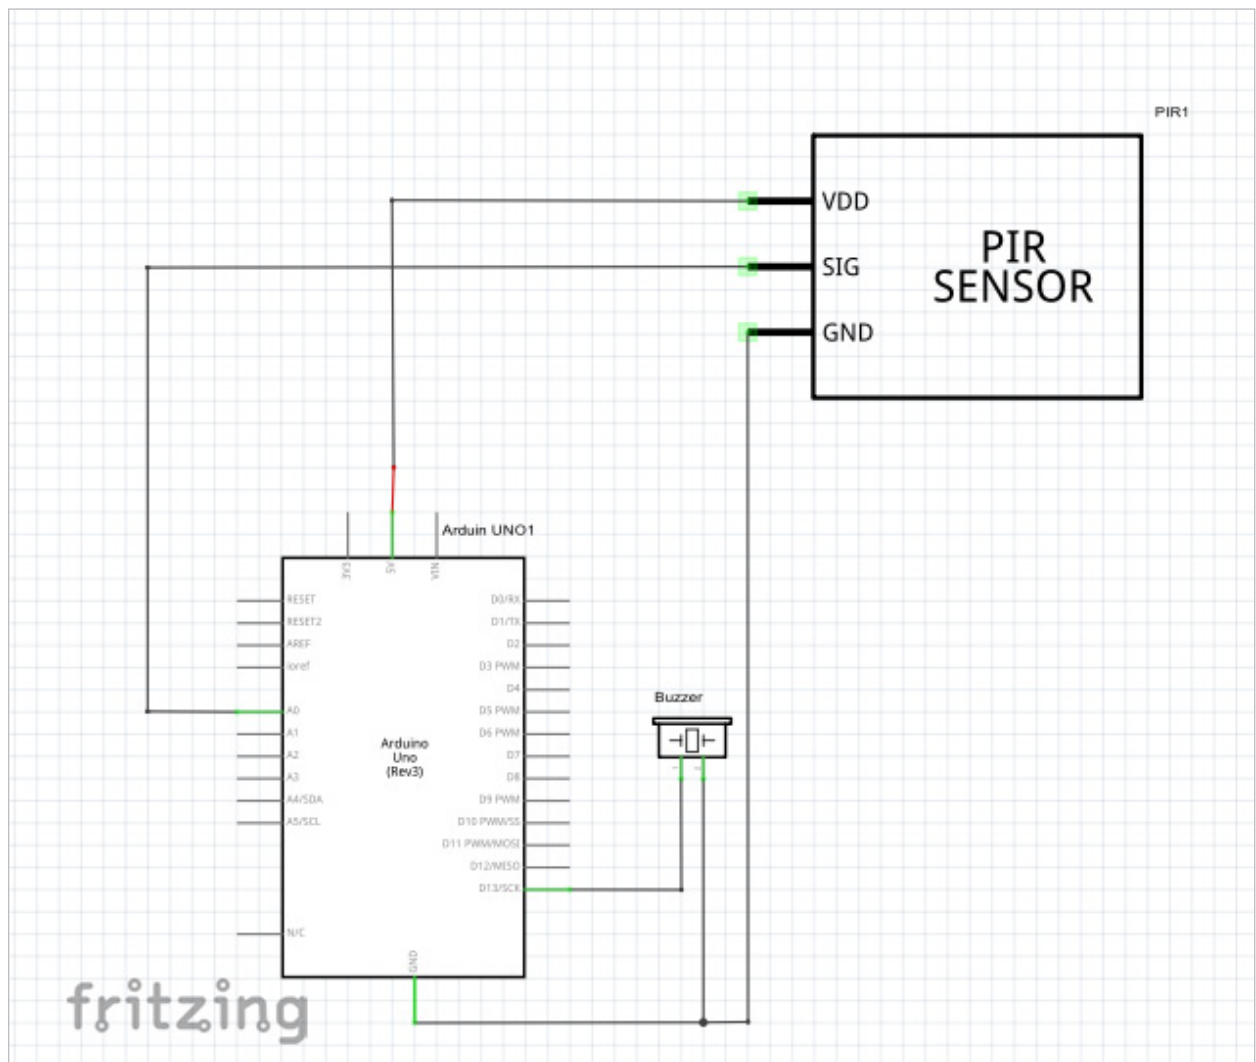 PIR1
VDD
SIG
GND
PIR
SENSOR
Arduin UNO1
3V3
5V
VIN
RESET
RESET2
AREF
ioref
A0
A1
A2
A3
A4/SDA
A5/SCL
N/C
D0/RX
D1/TX
D2
D3 PWM
D4
D5 PWM
D6 PWM
D7
D8
D9 PWM
D10 PWM/SS
D11 PWM/MOSI
D12/MISO
D13/SCK
Arduino
Uno
(Rev3)
GND
Buzzer
fritzing